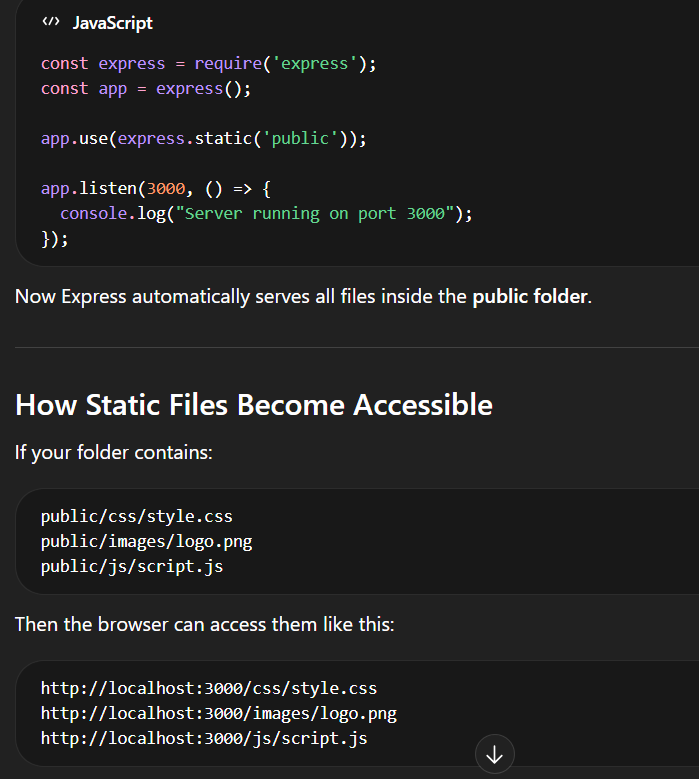 </> JavaScript
const express = require('express');
const app = express();
app.use(express.static('public'));
app.listen(3000, () => {
  console.log("Server running on port 3000");
});
Now Express automatically serves all files inside the public folder.
How Static Files Become Accessible
If your folder contains:
public/css/style.css
public/images/logo.png
public/js/script.js
Then the browser can access them like this:
http://localhost:3000/css/style.css
http://localhost:3000/images/logo.png
http://localhost:3000/js/script.js